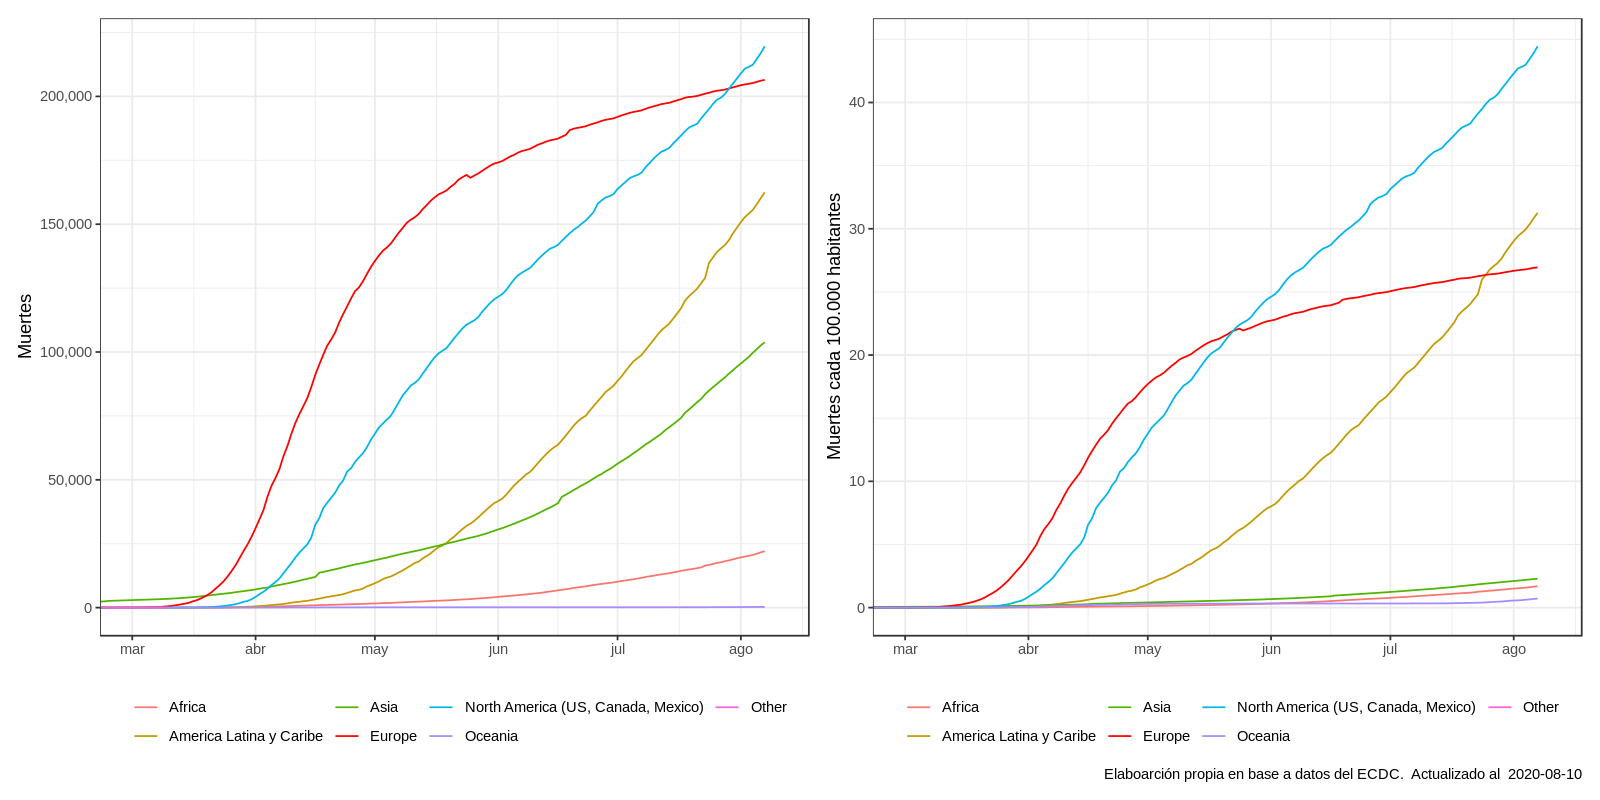 Muertes
200,000
150,000
100,000
50,000
0
mar abr may jun jul ago
Africa Asia North America (US, Canada, Mexico) Other
America Latina y Caribe Europe Oceania
Muertes cada 100.000 habitantes
40
30
20
10
0
mar abr may jun jul ago
Africa Asia North America (US, Canada, Mexico) Other
America Latina y Caribe Europe Oceania
Elaboarción propia en base a datos del ECDC. Actualizado al 2020-08-10